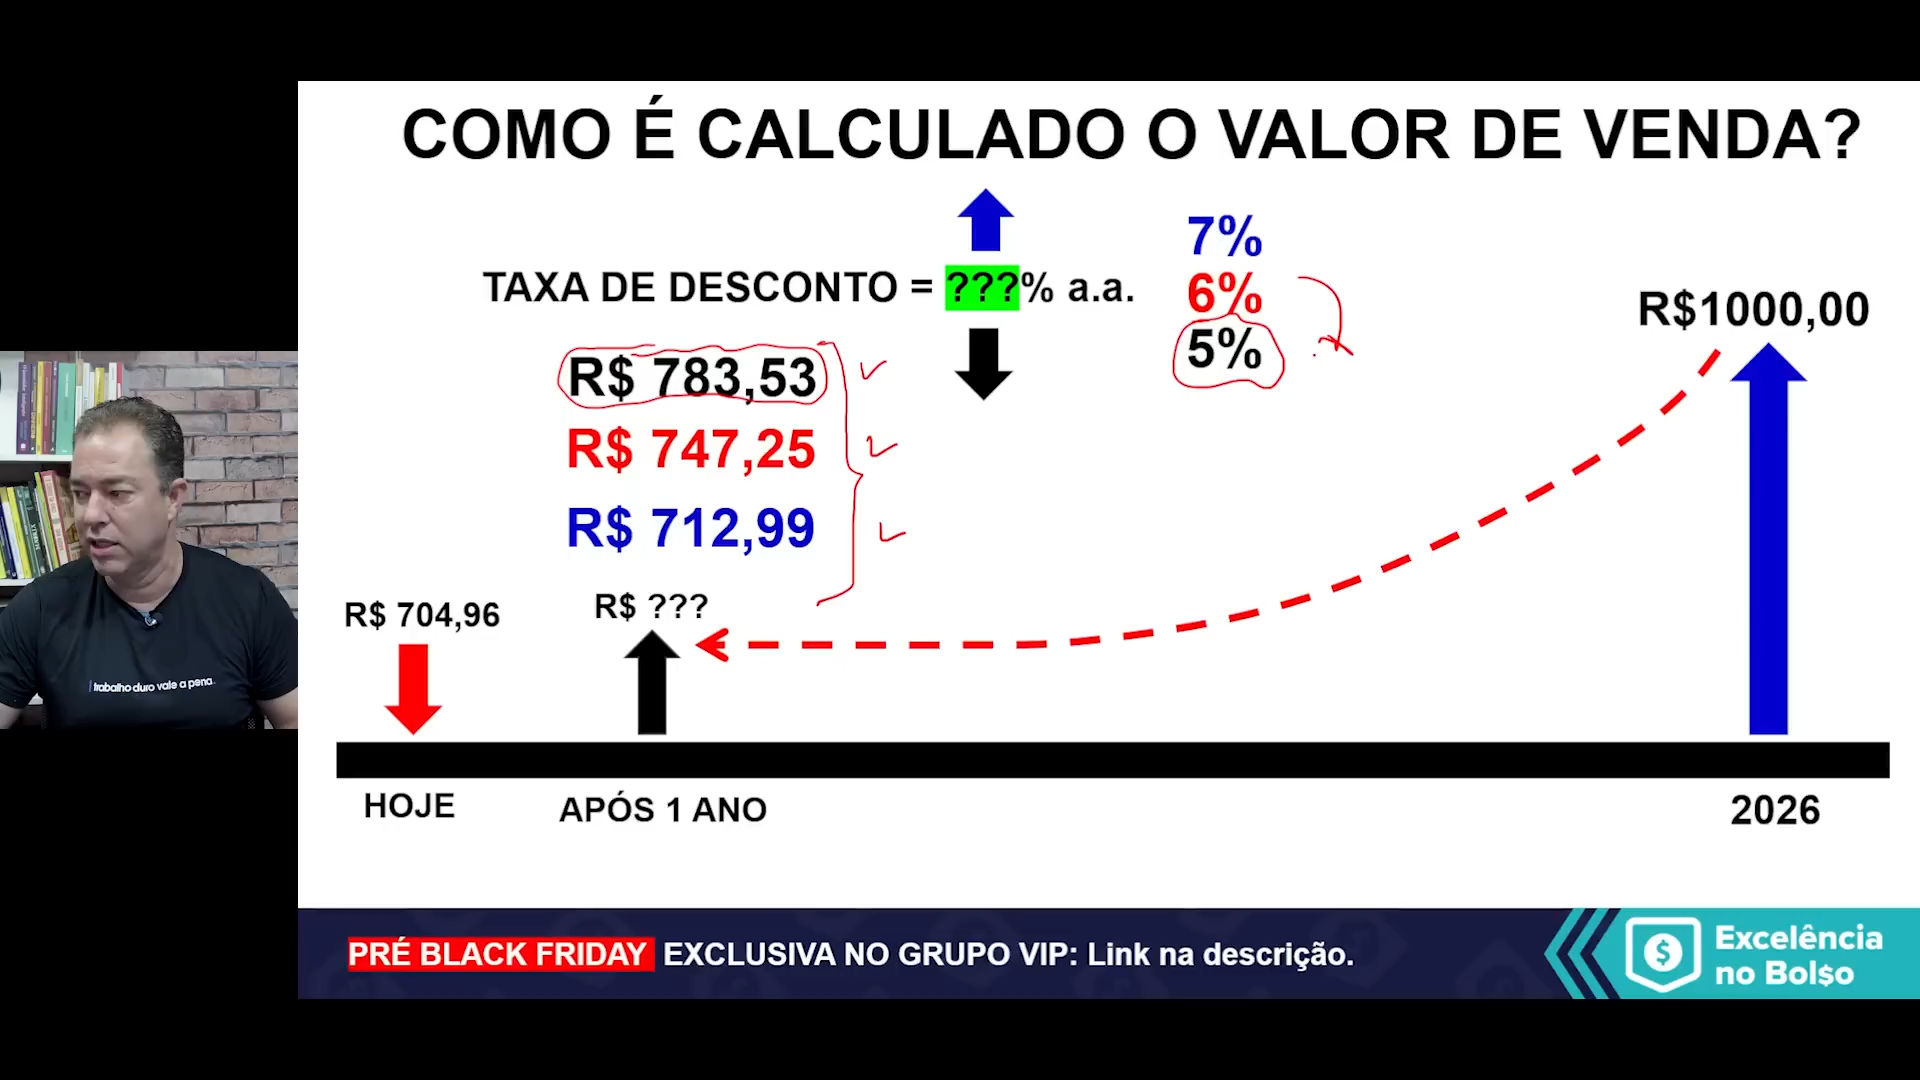 COMO É CALCULADO O VALOR DE VENDA?
TAXA DE DESCONTO = ???% a.a.
7%
6%
5%
R$1000,00
R$ 783,53
R$ 747,25
R$ 712,99
R$ 704,96
R$ ???
trabalho duro vale a pena
HOJE
APÓS 1 ANO
2026
PRÉ BLACK FRIDAY EXCLUSIVA NO GRUPO VIP: Link na descrição.
Excelência
no Bol$o